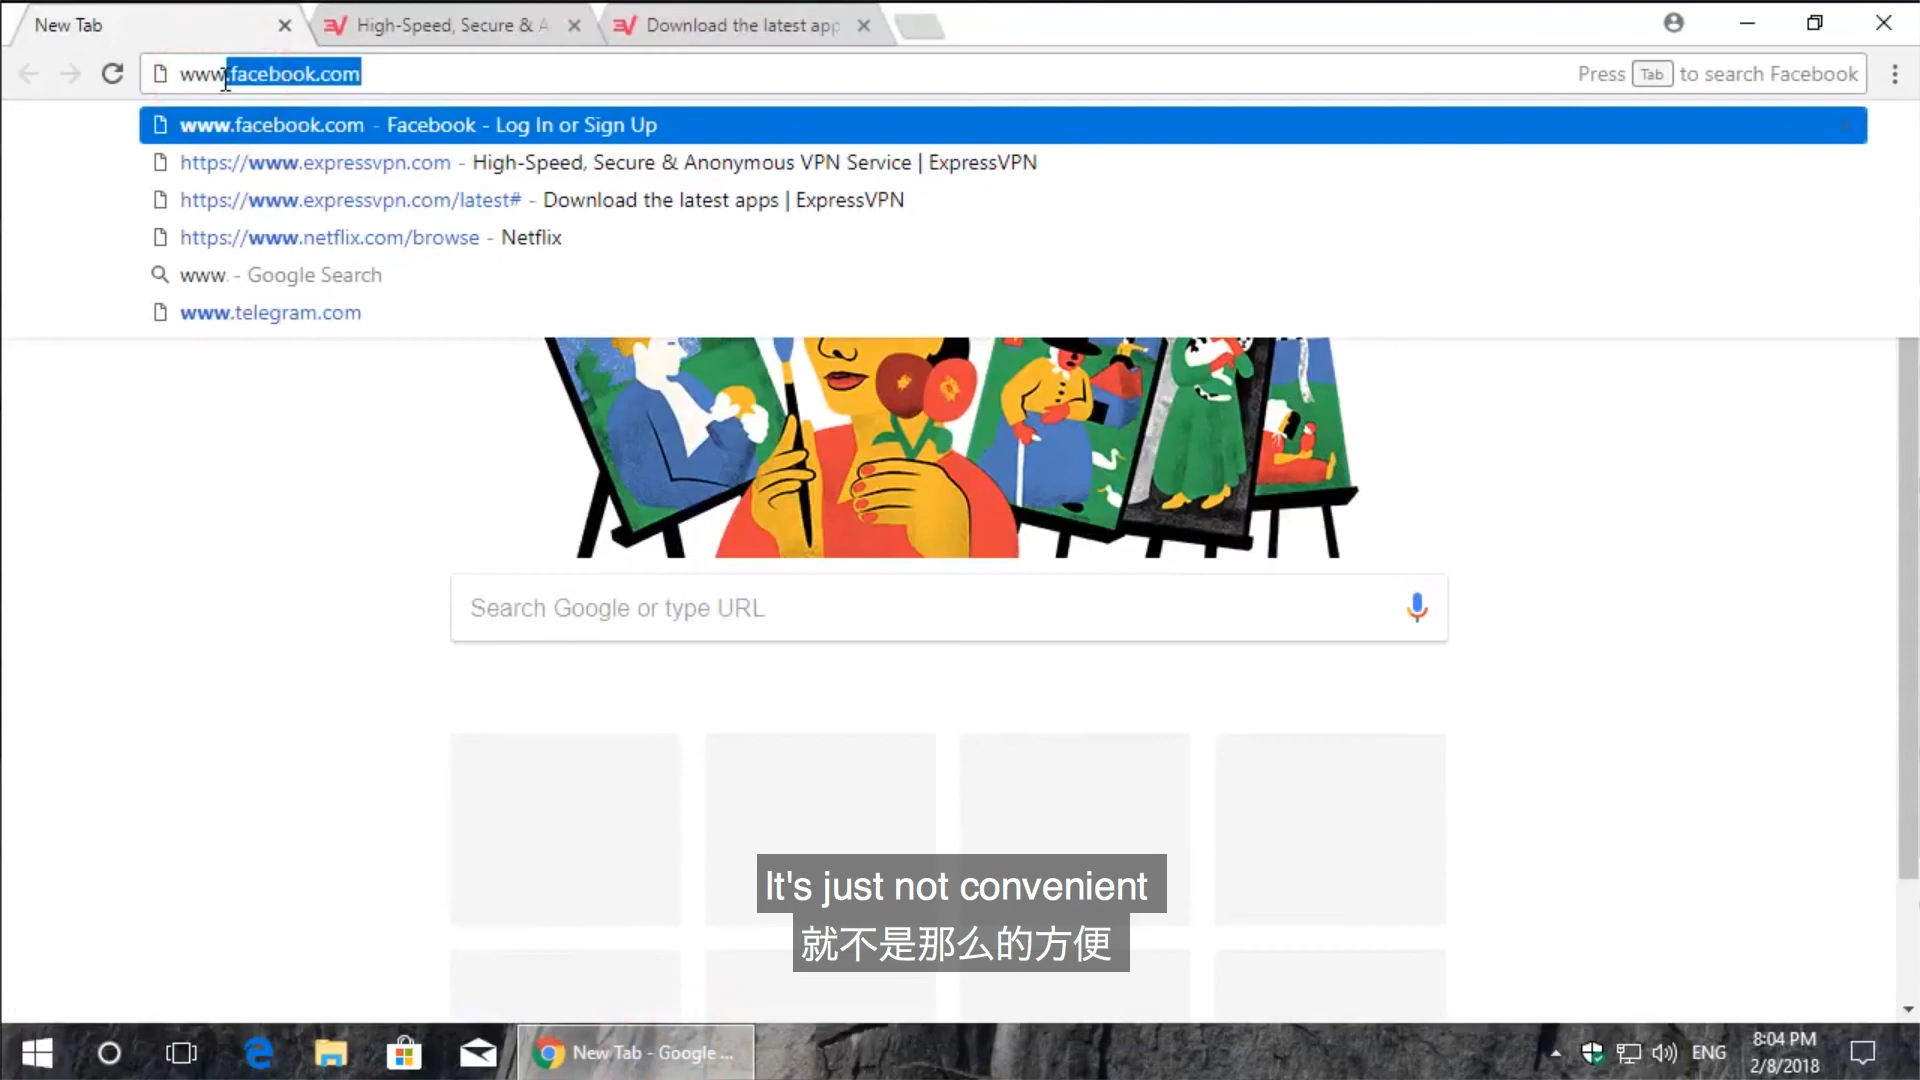 New Tab
High-Speed, Secure & A
Download the latest app
www.facebook.com
Press Tab to search Facebook
www.facebook.com - Facebook - Log In or Sign Up
https://www.expressvpn.com - High-Speed, Secure & Anonymous VPN Service | ExpressVPN
https://www.expressvpn.com/latest# - Download the latest apps | ExpressVPN
https://www.netflix.com/browse - Netflix
www. - Google Search
www.telegram.com
Search Google or type URL
It's just not convenient
就不是那么的方便
New Tab - Google ...
ENG
8:04 PM
2/8/2018